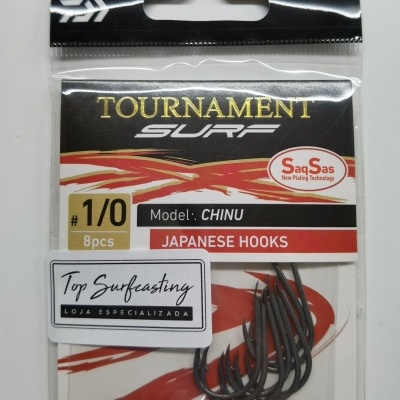 TOURNAMENT
SURF
SaqSas
New Plating Technology
# 1/0
8pcs
Model:. CHINU
JAPANESE HOOKS
Top Surfcasting
LOJA ESPECIALIZADA